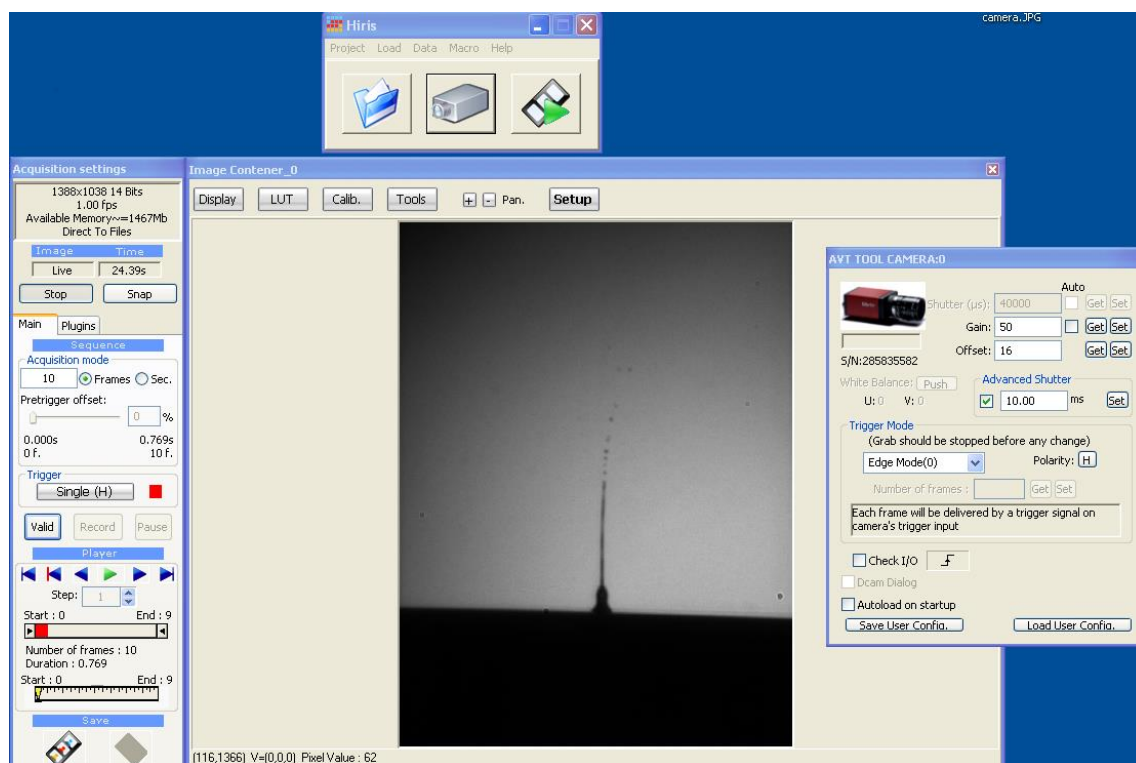 camera.JPG
Hiris
Project Load Data Macro Help
Acquisition settings
1388x1038 14 Bits
1.00 fps
Available Memory~=1467Mb
Direct To Files
Image Time
Live 24.39s
Stop Snap
Main Plugins
Sequence
Acquisition mode
10 Frames Sec.
Pretrigger offset:
0 %
0.000s 0.769s
0 f. 10 f.
Trigger
Single (H)
Valid Record Pause
Player
Step: 1
Start : 0 End : 9
Number of frames : 10
Duration : 0.769
Start : 0 End : 9
Save
Image Contener_0
Display LUT Calib. Tools + - Pan. Setup
(116,1366) V=(0,0,0) Pixel Value : 62
AVT TOOL CAMERA:0
Auto
Shutter (µs): 40000 Get Set
Gain: 50 Get Set
Offset: 16 Get Set
S/N:285835582
White Balance: Push
U: 0 V: 0
Advanced Shutter
10.00 ms Set
Trigger Mode
(Grab should be stopped before any change)
Edge Mode(0) Polarity: H
Number of frames : Get Set
Each frame will be delivered by a trigger signal on
camera's trigger input
Check I/O
Dcam Dialog
Autoload on startup
Save User Config. Load User Config.